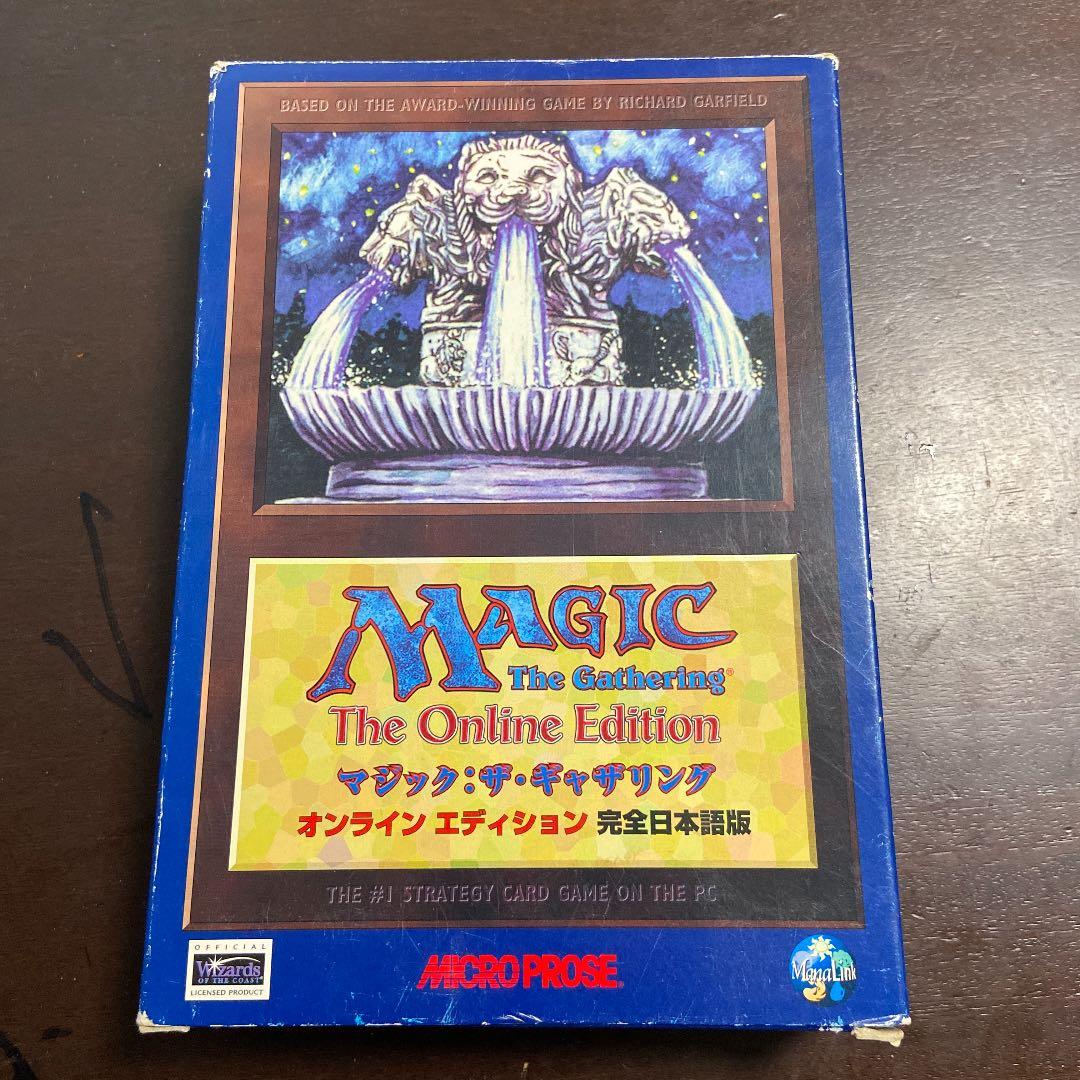 BASED ON THE AWARD-WINNING GAME BY RICHARD GARFIELD
MAGIC
The Gathering®
The Online Edition
マジック:ザ・ギャザリング
オンライン エディション 完全日本語版
THE #1 STRATEGY CARD GAME ON THE PC
OFFICIAL
Wizards
OF THE COAST®
LICENSED PRODUCT
MICROPROSE®
ManaLink